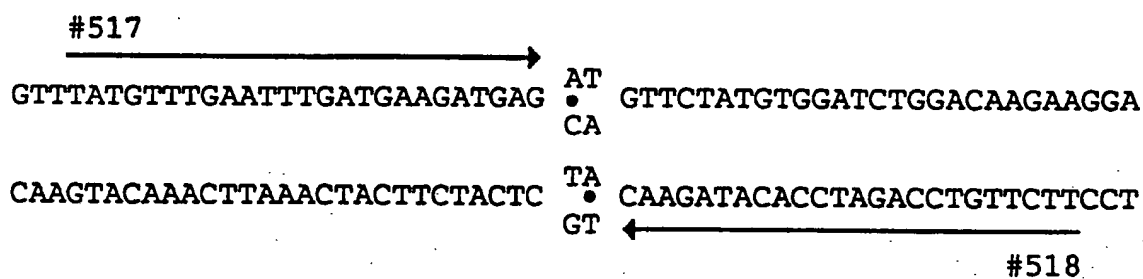 #517
AT
GTTTATGTTTGAATTTGATGAAGATGAG • GTTCTATGTGGATCTGGACAAGAAGGA
CA
TA
CAAGTACAAACTTAAACTACTTCTACTC • CAAGATACACCTAGACCTGTTCTTCCT
GT
#518